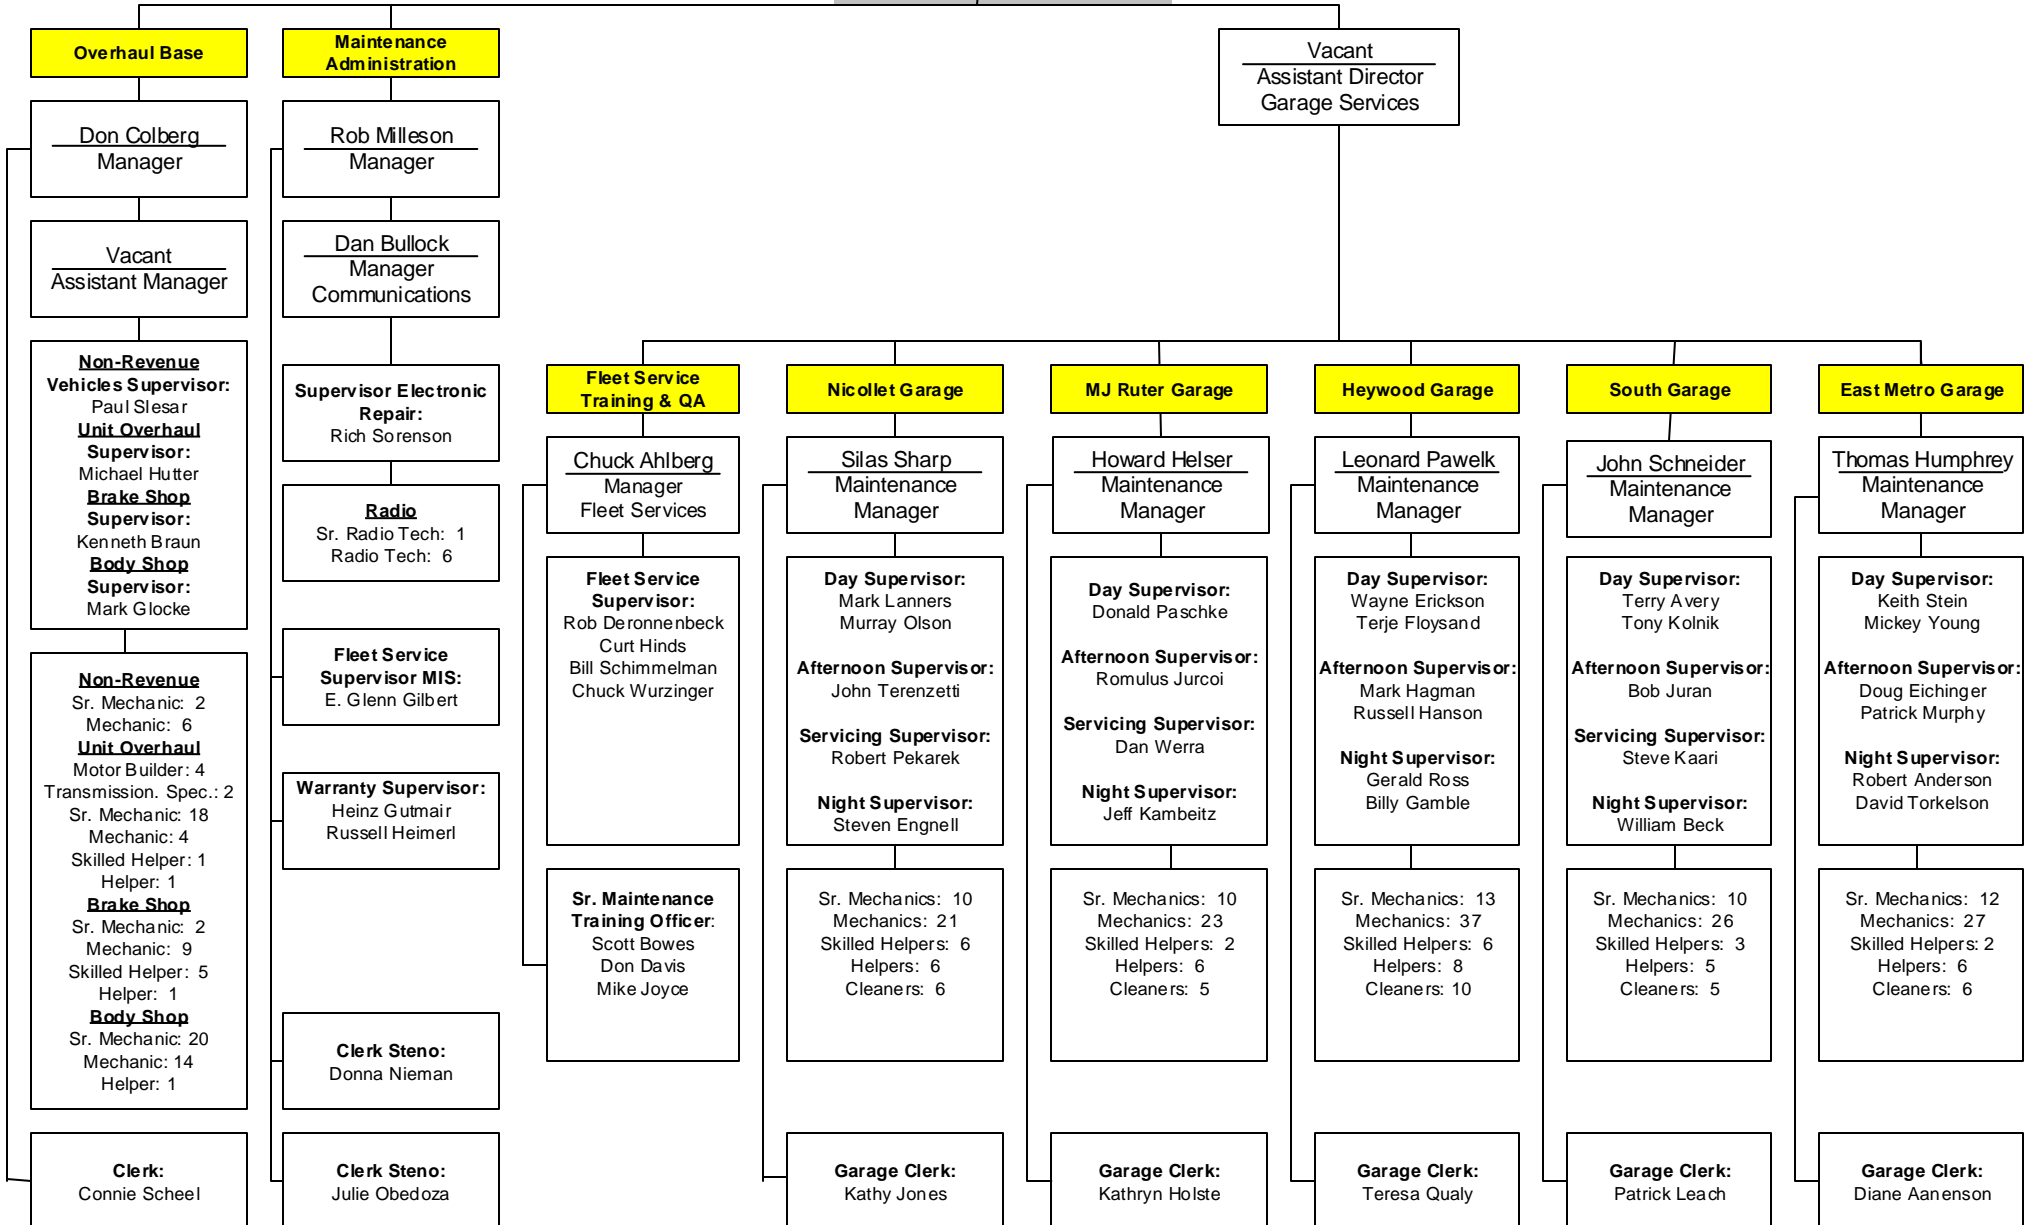 Overhaul Base
Maintenance
Administration
Vacant
Assistant Director
Garage Services
Don Colberg
Manager
Rob Milleson
Manager
Vacant
Assistant Manager
Dan Bullock
Manager
Communications
Non-Revenue
Vehicles Supervisor:
Paul Slesar
Unit Overhaul
Supervisor:
Michael Hutter
Brake Shop
Supervisor:
Kenneth Braun
Body Shop
Supervisor:
Mark Glocke
Non-Revenue
Sr. Mechanic: 2
Mechanic: 6
Unit Overhaul
Motor Builder: 4
Transmission. Spec.: 2
Sr. Mechanic: 18
Mechanic: 4
Skilled Helper: 1
Helper: 1
Brake Shop
Sr. Mechanic: 2
Mechanic: 9
Skilled Helper: 5
Helper: 1
Body Shop
Sr. Mechanic: 20
Mechanic: 14
Helper: 1
Clerk:
Connie Scheel
Supervisor Electronic
Repair:
Rich Sorenson
Radio
Sr. Radio Tech: 1
Radio Tech: 6
Fleet Service
Supervisor MIS:
E. Glenn Gilbert
Warranty Supervisor:
Heinz Gutmair
Russell Heimerl
Clerk Steno:
Donna Nieman
Clerk Steno:
Julie Obedoza
Fleet Service
Training & QA
Chuck Ahlberg
Manager
Fleet Services
Fleet Service
Supervisor:
Rob Deronnenbeck
Curt Hinds
Bill Schimmelman
Chuck Wurzinger
Sr. Maintenance
Training Officer:
Scott Bowes
Don Davis
Mike Joyce
Nicollet Garage
Silas Sharp
Maintenance
Manager
Day Supervisor:
Mark Lanners
Murray Olson
Afternoon Supervisor:
John Terenzetti
Servicing Supervisor:
Robert Pekarek
Night Supervisor:
Steven Engnell
Sr. Mechanics: 10
Mechanics: 21
Skilled Helpers: 6
Helpers: 6
Cleaners: 6
Garage Clerk:
Kathy Jones
MJ Ruter Garage
Howard Helser
Maintenance
Manager
Day Supervisor:
Donald Paschke
Afternoon Supervisor:
Romulus Jurcoi
Servicing Supervisor:
Dan Werra
Night Supervisor:
Jeff Kambeitz
Sr. Mechanics: 10
Mechanics: 23
Skilled Helpers: 2
Helpers: 6
Cleaners: 5
Garage Clerk:
Kathryn Holste
Heywood Garage
Leonard Pawelk
Maintenance
Manager
Day Supervisor:
Wayne Erickson
Terje Floysand
Afternoon Supervisor:
Mark Hagman
Russell Hanson
Night Supervisor:
Gerald Ross
Billy Gamble
Sr. Mechanics: 13
Mechanics: 37
Skilled Helpers: 6
Helpers: 8
Cleaners: 10
Garage Clerk:
Teresa Qualy
South Garage
John Schneider
Maintenance
Manager
Day Supervisor:
Terry Avery
Tony Kolnik
Afternoon Supervisor:
Bob Juran
Servicing Supervisor:
Steve Kaari
Night Supervisor:
William Beck
Sr. Mechanics: 10
Mechanics: 26
Skilled Helpers: 3
Helpers: 5
Cleaners: 5
Garage Clerk:
Patrick Leach
East Metro Garage
Thomas Humphrey
Maintenance
Manager
Day Supervisor:
Keith Stein
Mickey Young
Afternoon Supervisor:
Doug Eichinger
Patrick Murphy
Night Supervisor:
Robert Anderson
David Torkelson
Sr. Mechanics: 12
Mechanics: 27
Skilled Helpers: 2
Helpers: 6
Cleaners: 6
Garage Clerk:
Diane Aanenson